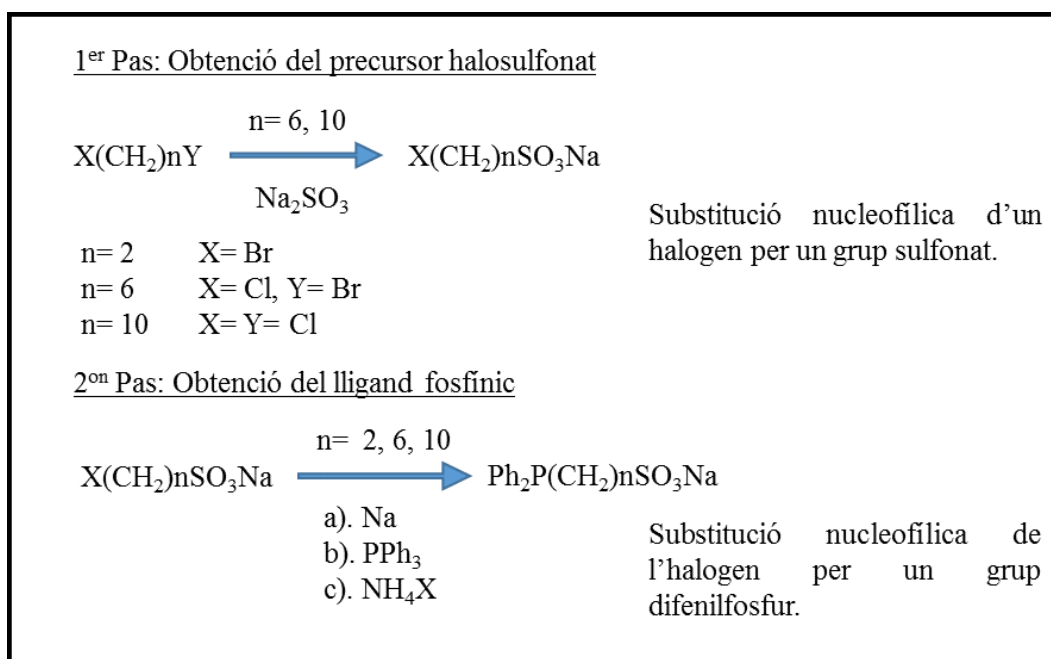 1er Pas: Obtenció del precursor halosulfonat
n= 6, 10
X(CH2)nY
X(CH2)nSO3Na
Na2SO3
Substitució nucleofílica d’un
halogen per un grup sulfonat.
n= 2 X= Br
n= 6 X= Cl, Y= Br
n= 10 X= Y= Cl
2on Pas: Obtenció del lligand fosfínic
n= 2, 6, 10
X(CH2)nSO3Na
Ph2P(CH2)nSO3Na
a). Na
b). PPh3
c). NH4X
Substitució nucleofílica de
l’halogen per un grup
difenilfosfur.